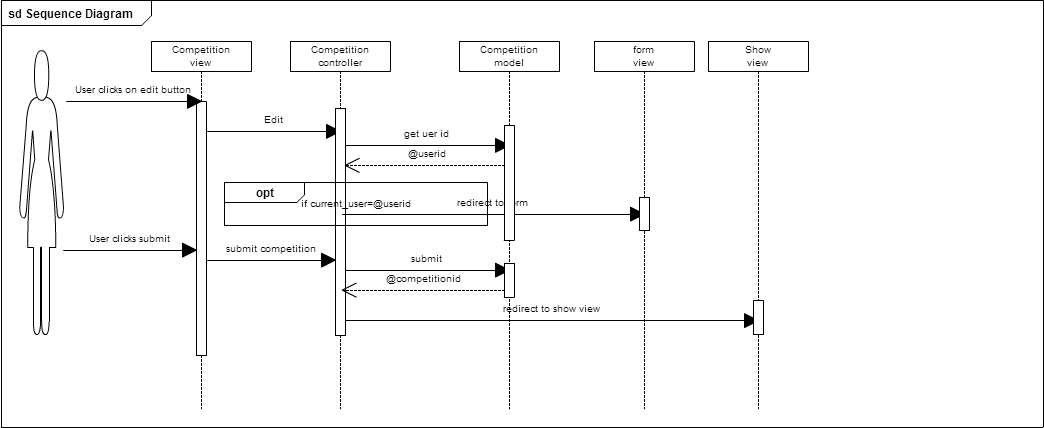 sd Sequence Diagram
Competition
view
Competition
controller
Competition
model
form
view
Show
view
User clicks on edit button
Edit
get uer id
@userid
opt
if current_user=@userid
redirect to form
User clicks submit
submit competition
submit
@competitionid
redirect to show view